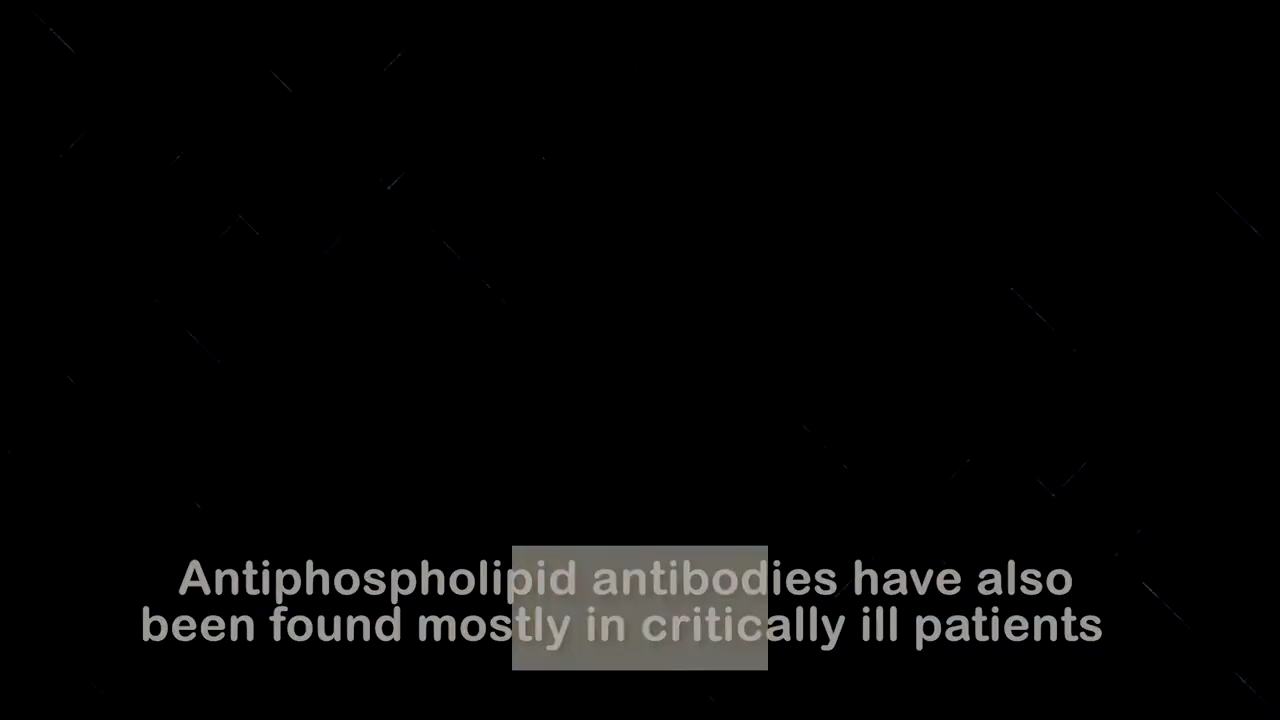 Antiphospholipid antibodies have also
been found mostly in critically ill patients